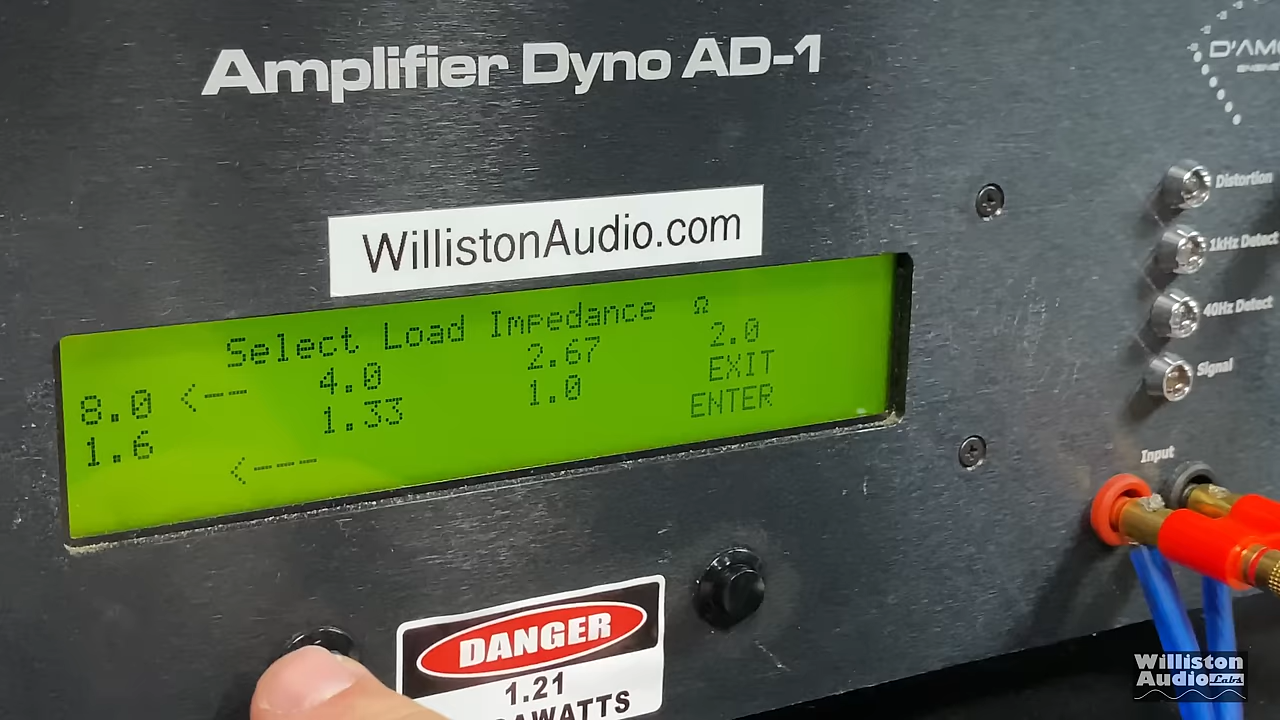 Amplifier Dyno AD-1
WillistonAudio.com
Select Load Impedance Ω
8.0 <--- 4.0 2.67 2.0
1.6 1.33 1.0 EXIT
<---- ENTER
Distortion
1kHz Detect
40Hz Detect
Signal
Input
DANGER
1.21
Williston
Audio Labs